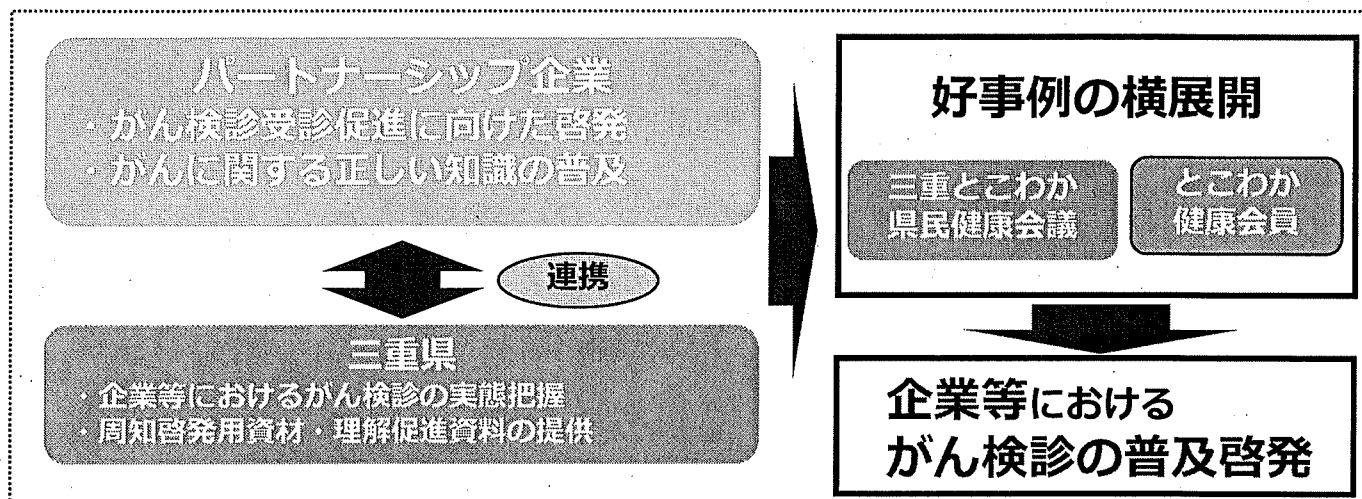 パートナーシップ企業
・がん検診受診促進に向けた啓発
・がんに関する正しい知識の普及
連携
三重県
・企業等におけるがん検診の実態把握
・周知啓発用資材・理解促進資料の提供
好事例の横展開
三重とこわか
県民健康会議
とこわか
健康会員
企業等における
がん検診の普及啓発